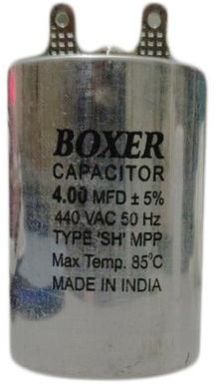 BOXER
CAPACITOR
4.00 MFD ± 5%
440 VAC 50 Hz
TYPE 'SH' MPP
Max Temp. 85°C
MADE IN INDIA